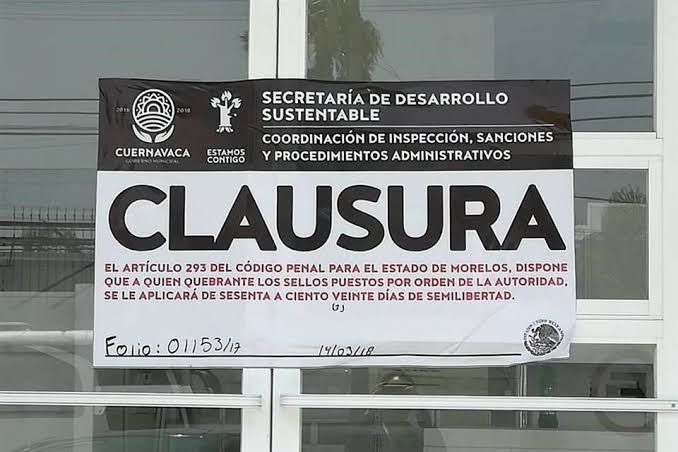 2016 2018
CUERNAVACA
GOBIERNO MUNICIPAL
ESTAMOS
CONTIGO
SECRETARÍA DE DESARROLLO
SUSTENTABLE
COORDINACIÓN DE INSPECCIÓN, SANCIONES
Y PROCEDIMIENTOS ADMINISTRATIVOS
CLAUSURA
EL ARTÍCULO 293 DEL CÓDIGO PENAL PARA EL ESTADO DE MORELOS, DISPONE
QUE A QUIEN QUEBRANTE LOS SELLOS PUESTOS POR ORDEN DE LA AUTORIDAD,
SE LE APLICARÁ DE SESENTA A CIENTO VEINTE DÍAS DE SEMILIBERTAD.
Folio: 01153/17 14/03/18